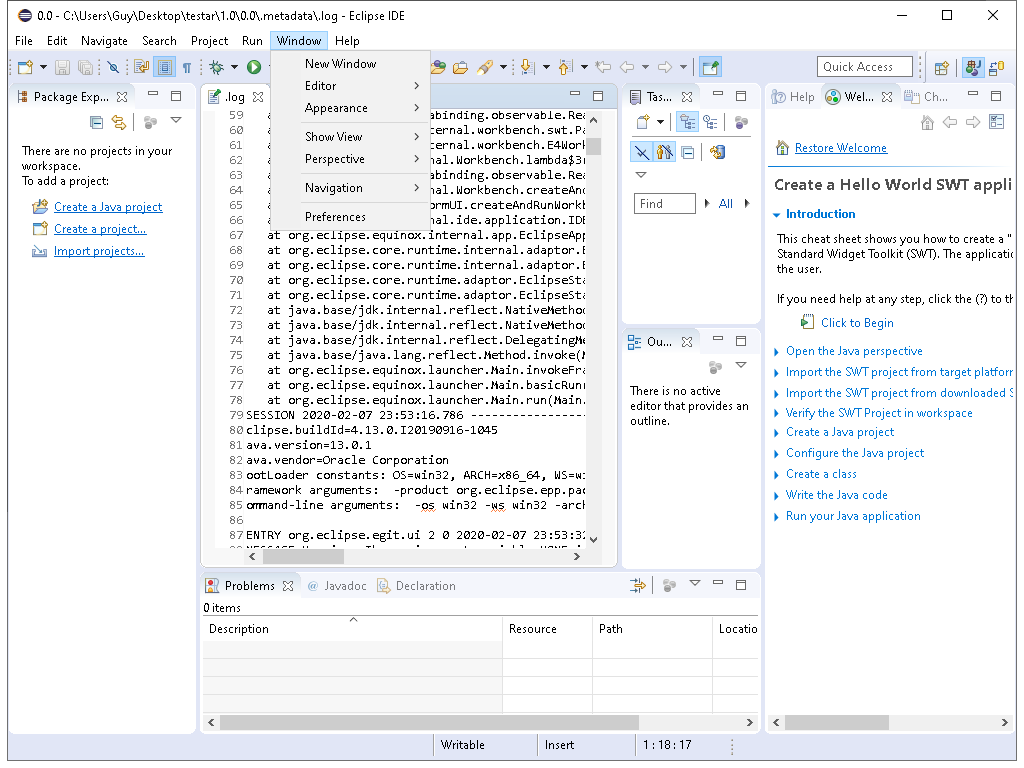 0.0 - C:\Users\Guy\Desktop\testar\1.0\0.0\.metadata\.log - Eclipse IDE
File Edit Navigate Search Project Run Window Help
Quick Access
New Window
Editor
Appearance
Show View
Perspective
Navigation
Preferences
Package Exp...
There are no projects in your
workspace.
To add a project:
Create a Java project
Create a project...
Import projects...
.log
59 abinding.observable.Rea
60 ternal.workbench.swt.Pa
61 ternal.workbench.E4Work
62 nal.Workbench.lambda$3(
63 abinding.observable.Rea
64 nal.Workbench.createAnd
65 ormUI.createAndRunWorkb
66 nal.ide.application.IDE
67 at org.eclipse.equinox.internal.app.EclipseApp
68 at org.eclipse.core.runtime.internal.adaptor.E
69 at org.eclipse.core.runtime.internal.adaptor.E
70 at org.eclipse.core.runtime.adaptor.EclipseSta
71 at org.eclipse.core.runtime.adaptor.EclipseSta
72 at java.base/jdk.internal.reflect.NativeMethod
73 at java.base/jdk.internal.reflect.NativeMethod
74 at java.base/jdk.internal.reflect.DelegatingMe
75 at java.base/java.lang.reflect.Method.invoke(M
76 at org.eclipse.equinox.launcher.Main.invokeFra
77 at org.eclipse.equinox.launcher.Main.basicRun(
78 at org.eclipse.equinox.launcher.Main.run(Main.
79 SESSION 2020-02-07 23:53:16.786 -----------------
80 clipse.buildId=4.13.0.I20190916-1045
81 ava.version=13.0.1
82 ava.vendor=Oracle Corporation
83 ootLoader constants: OS=win32, ARCH=x86_64, WS=wi
84 ramework arguments:  -product org.eclipse.epp.pac
85 ommand-line arguments:  -os win32 -ws win32 -arch
86
87 ENTRY org.eclipse.egit.ui 2 0 2020-02-07 23:53:32
Tas...
Find
All
Ou...
There is no active
editor that provides an
outline.
Help
Wel...
Ch...
Restore Welcome
Create a Hello World SWT appli
Introduction
This cheat sheet shows you how to create a "
Standard Widget Toolkit (SWT). The applicatio
the user.
If you need help at any step, click the (?) to th
Click to Begin
Open the Java perspective
Import the SWT project from target platform
Import the SWT project from downloaded S
Verify the SWT Project in workspace
Create a Java project
Configure the Java project
Create a class
Write the Java code
Run your Java application
Problems
Javadoc
Declaration
0 items
Description Resource Path Locatio
Writable Insert 1 : 18 : 17